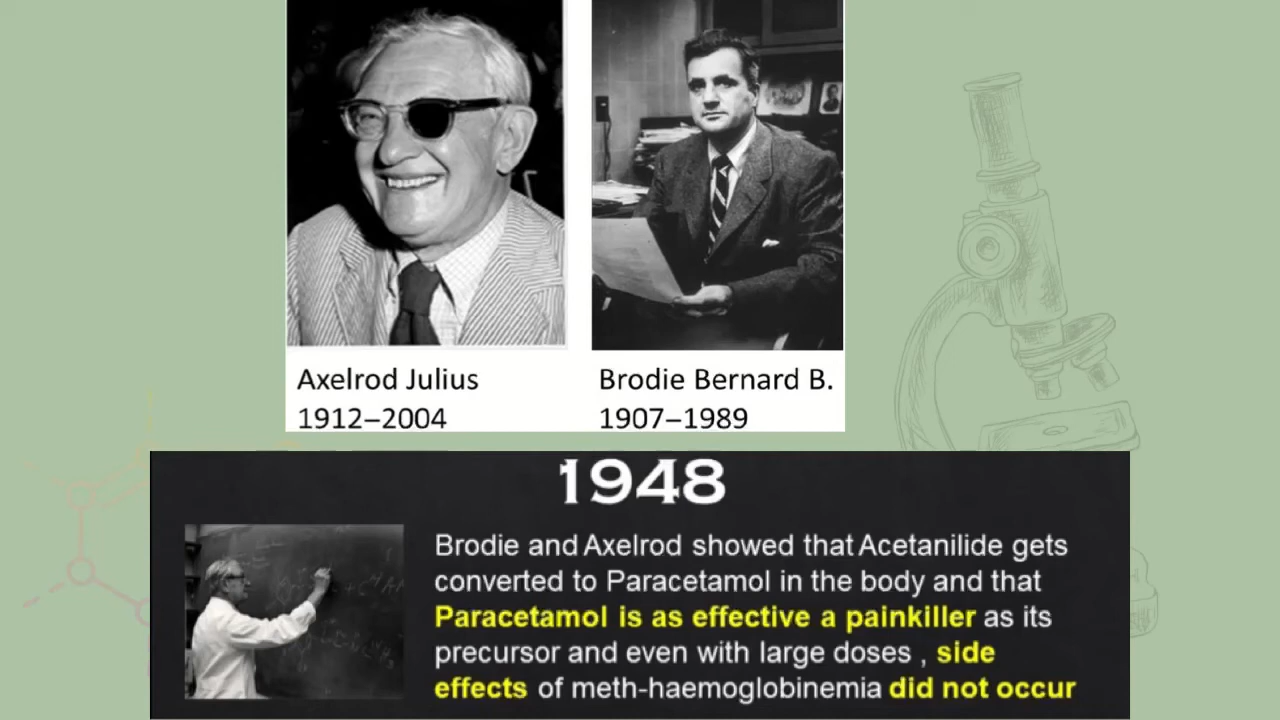 Axelrod Julius
1912–2004
Brodie Bernard B.
1907–1989
1948
Brodie and Axelrod showed that Acetanilide gets
converted to Paracetamol in the body and that
Paracetamol is as effective a painkiller as its
precursor and even with large doses , side
effects of meth-haemoglobinemia did not occur